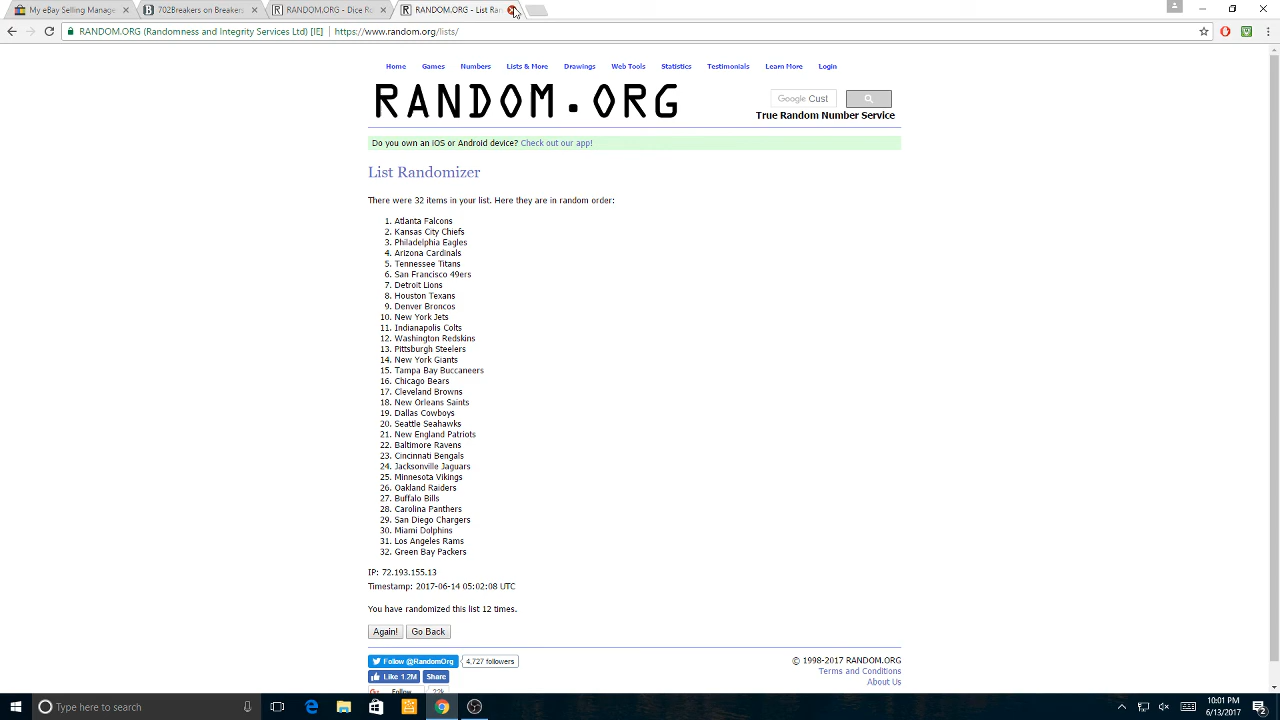 My eBay Selling Manage
702Breakers on Breaker
RANDOM.ORG - Dice Ro
RANDOM.ORG - List Ran
RANDOM.ORG (Randomness and Integrity Services Ltd) [IE]
https://www.random.org/lists/
Home Games Numbers Lists & More Drawings Web Tools Statistics Testimonials Learn More Login
RANDOM.ORG
Google Cust
True Random Number Service
Do you own an iOS or Android device? Check out our app!
List Randomizer
There were 32 items in your list. Here they are in random order:
1. Atlanta Falcons
2. Kansas City Chiefs
3. Philadelphia Eagles
4. Arizona Cardinals
5. Tennessee Titans
6. San Francisco 49ers
7. Detroit Lions
8. Houston Texans
9. Denver Broncos
10. New York Jets
11. Indianapolis Colts
12. Washington Redskins
13. Pittsburgh Steelers
14. New York Giants
15. Tampa Bay Buccaneers
16. Chicago Bears
17. Cleveland Browns
18. New Orleans Saints
19. Dallas Cowboys
20. Seattle Seahawks
21. New England Patriots
22. Baltimore Ravens
23. Cincinnati Bengals
24. Jacksonville Jaguars
25. Minnesota Vikings
26. Oakland Raiders
27. Buffalo Bills
28. Carolina Panthers
29. San Diego Chargers
30. Miami Dolphins
31. Los Angeles Rams
32. Green Bay Packers
IP: 72.193.155.13
Timestamp: 2017-06-14 05:02:08 UTC
You have randomized this list 12 times.
Again! Go Back
Follow @RandomOrg 4,727 followers
© 1998-2017 RANDOM.ORG
Like 1.2M Share
Terms and Conditions
About Us
Follow 22k
Type here to search
10:01 PM
6/13/2017
2